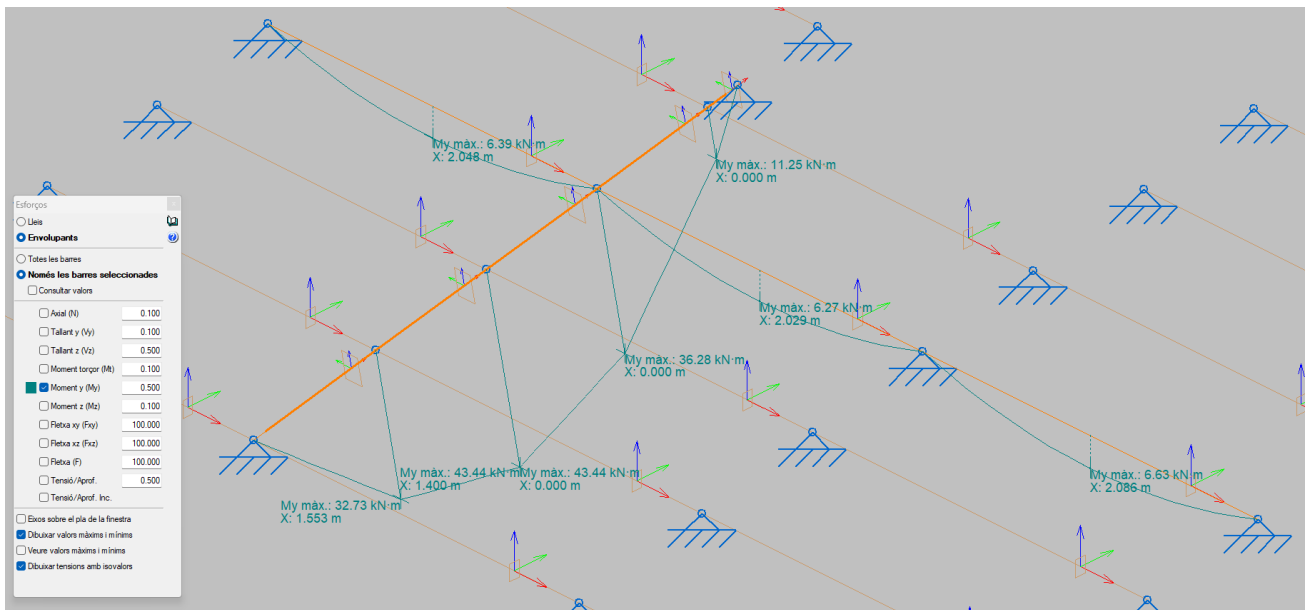 Esforços
Lleis
Envolupants
Totes les barres
Només les barres seleccionades
Consultar valors
Axial (N) 0.100
Tallant y (Vy) 0.100
Tallant z (Vz) 0.500
Moment torçor (Mt) 0.100
Moment y (My) 0.500
Moment z (Mz) 0.100
Fletxa xy (Fxy) 100.000
Fletxa xz (Fxz) 100.000
Fletxa (F) 100.000
Tensió/Aprof. 0.500
Tensió/Aprof. Inc.
Eixos sobre el pla de la finestra
Dibuixar valors màxims i mínims
Veure valors màxims i mínims
Dibuixar tensions amb isovalors
My màx.: 6.39 kN·m
X: 2.048 m
My màx.: 11.25 kN·m
X: 0.000 m
My màx.: 6.27 kN·m
X: 2.029 m
My màx.: 36.28 kN·m
X: 0.000 m
My màx.: 43.44 kN·m
X: 1.400 m
My màx.: 43.44 kN·m
X: 0.000 m
My màx.: 32.73 kN·m
X: 1.553 m
My màx.: 6.63 kN·m
X: 2.086 m